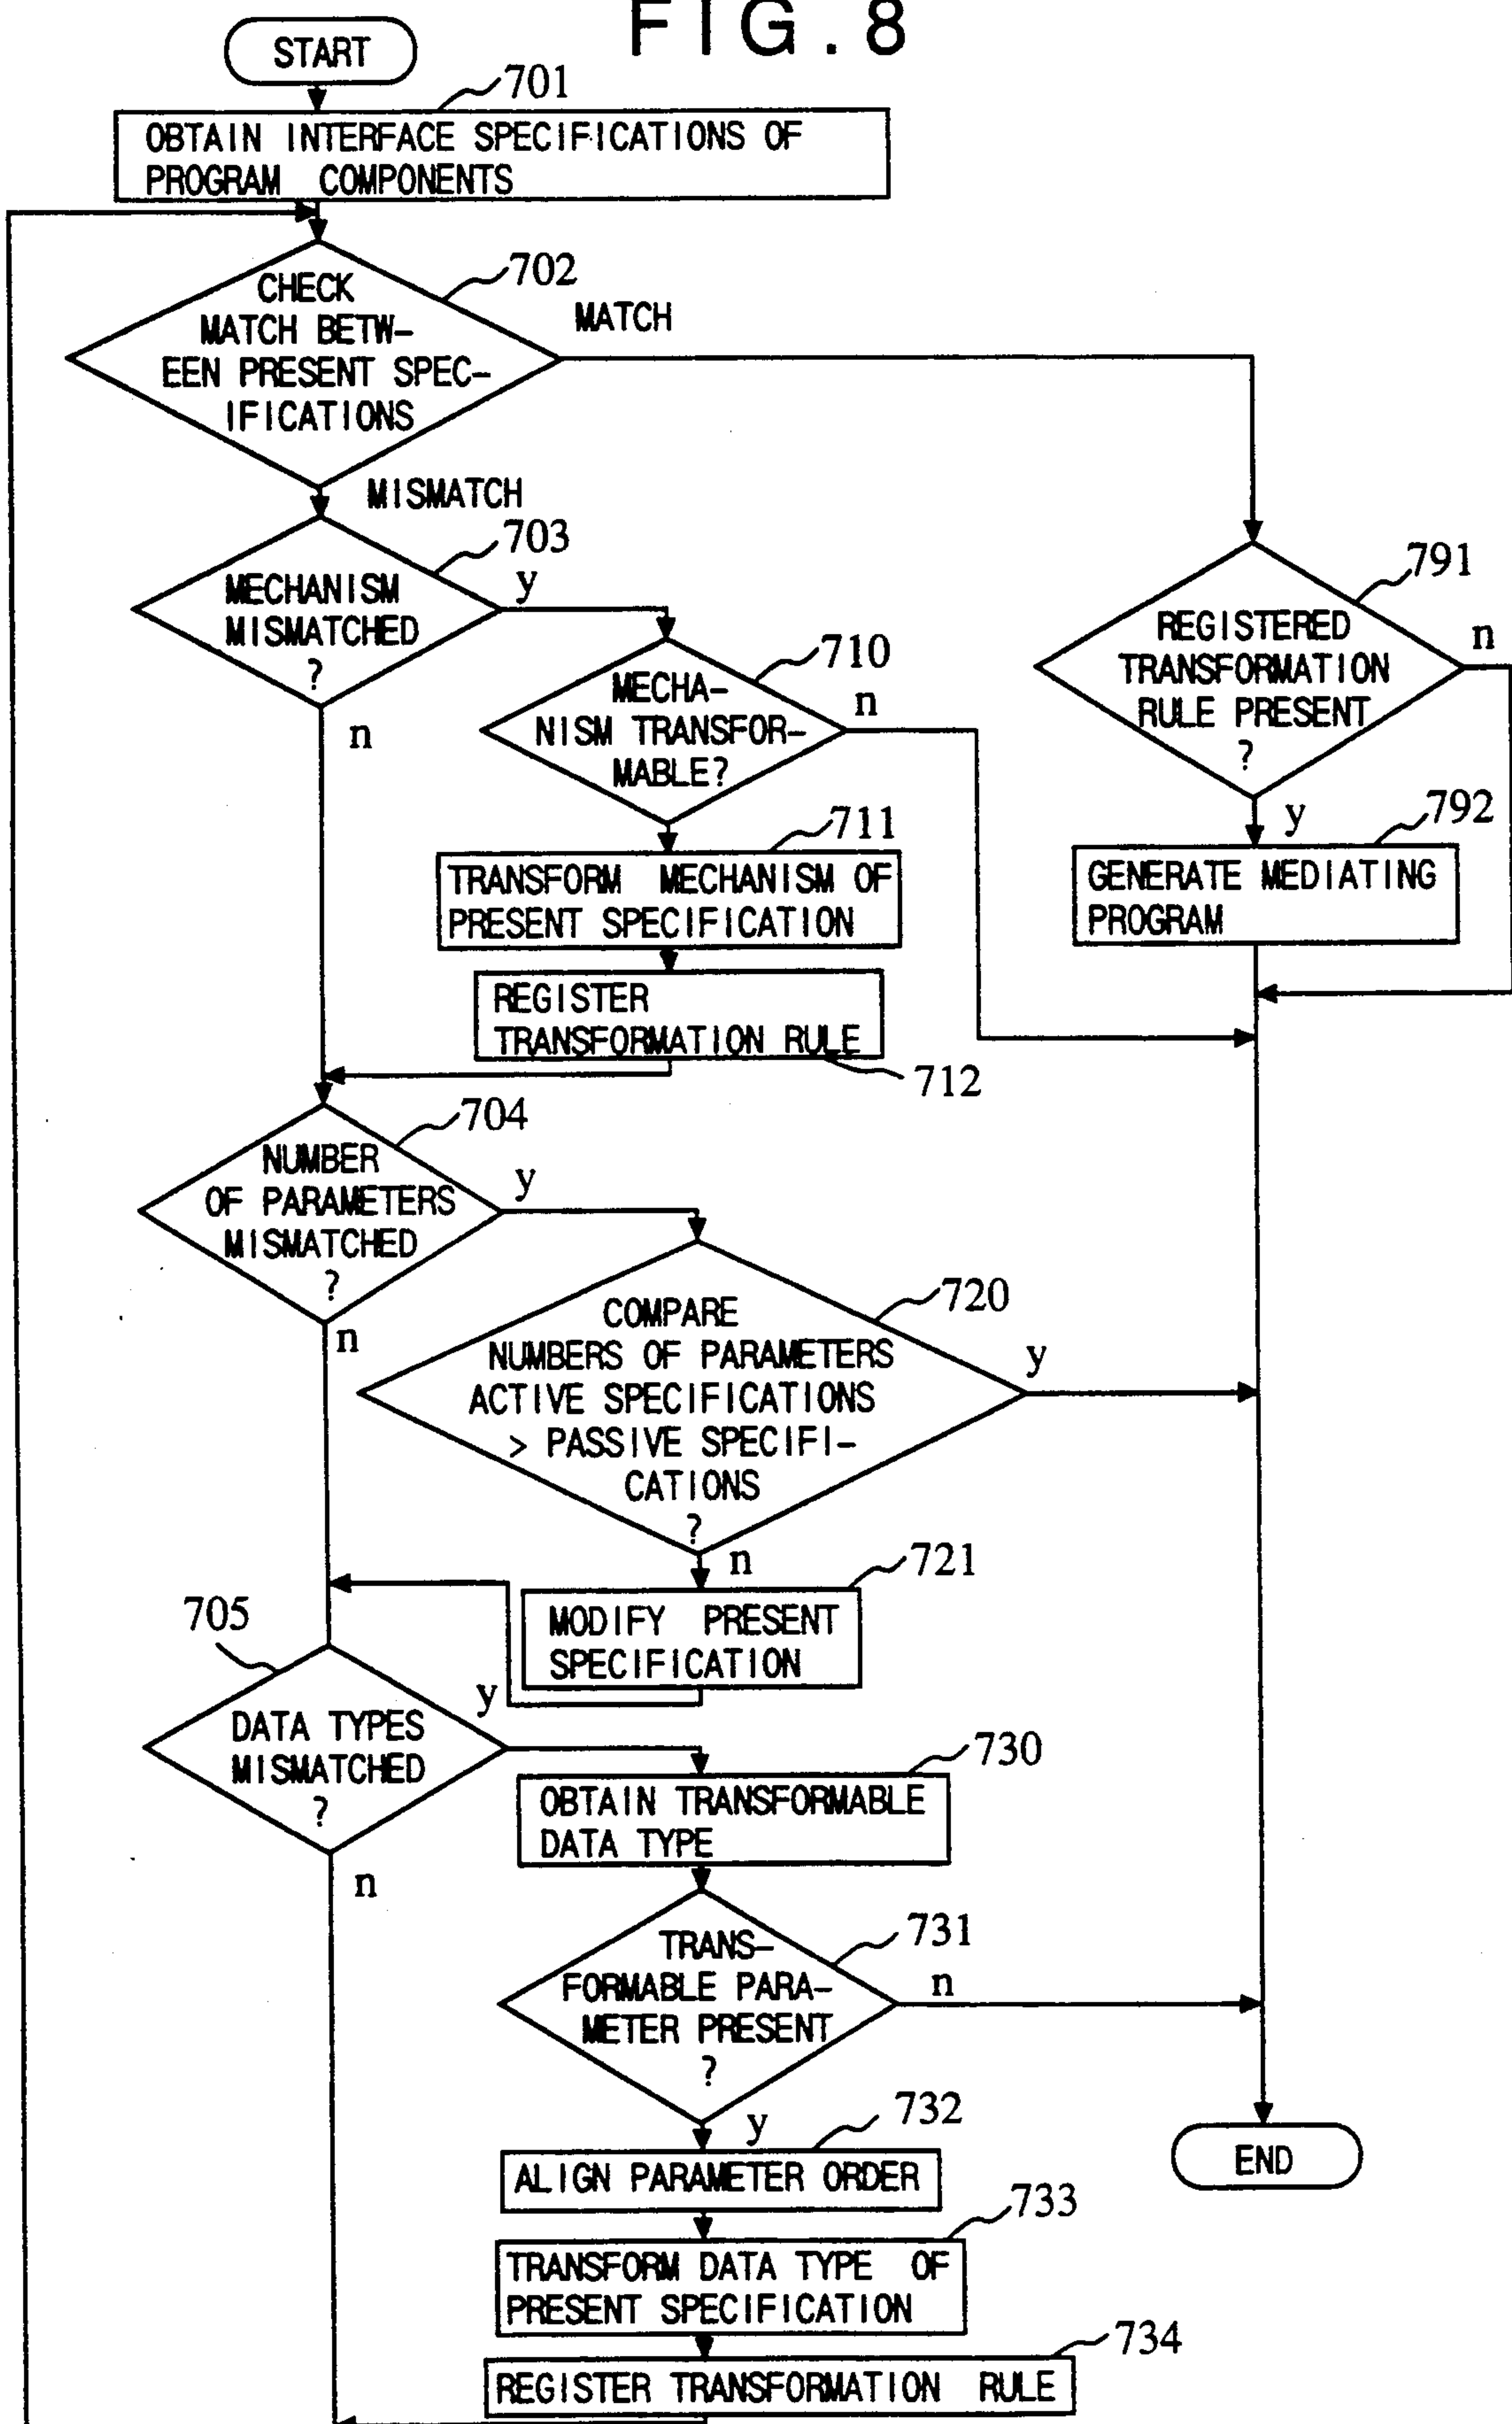 FIG.8
START
701
OBTAIN INTERFACE SPECIFICATIONS OF
PROGRAM COMPONENTS
702
CHECK
MATCH BETW-
EEN PRESENT SPEC-
IFICATIONS
MATCH
MISMATCH
703
MECHANISM
MISMATCHED
?
y
n
710
MECHA-
NISM TRANSFOR-
MABLE?
n
791
REGISTERED
TRANSFORMATION
RULE PRESENT
?
n
y
711
TRANSFORM MECHANISM OF
PRESENT SPECIFICATION
792
GENERATE MEDIATING
PROGRAM
REGISTER
TRANSFORMATION RULE
712
704
NUMBER
OF PARAMETERS
MISMATCHED
?
y
n
720
COMPARE
NUMBERS OF PARAMETERS
ACTIVE SPECIFICATIONS
> PASSIVE SPECIFI-
CATIONS
?
y
n
721
MODIFY PRESENT
SPECIFICATION
705
DATA TYPES
MISMATCHED
?
y
n
730
OBTAIN TRANSFORMABLE
DATA TYPE
731
TRANS-
FORMABLE PARA-
METER PRESENT
?
n
y
732
ALIGN PARAMETER ORDER
END
733
TRANSFORM DATA TYPE OF
PRESENT SPECIFICATION
734
REGISTER TRANSFORMATION RULE